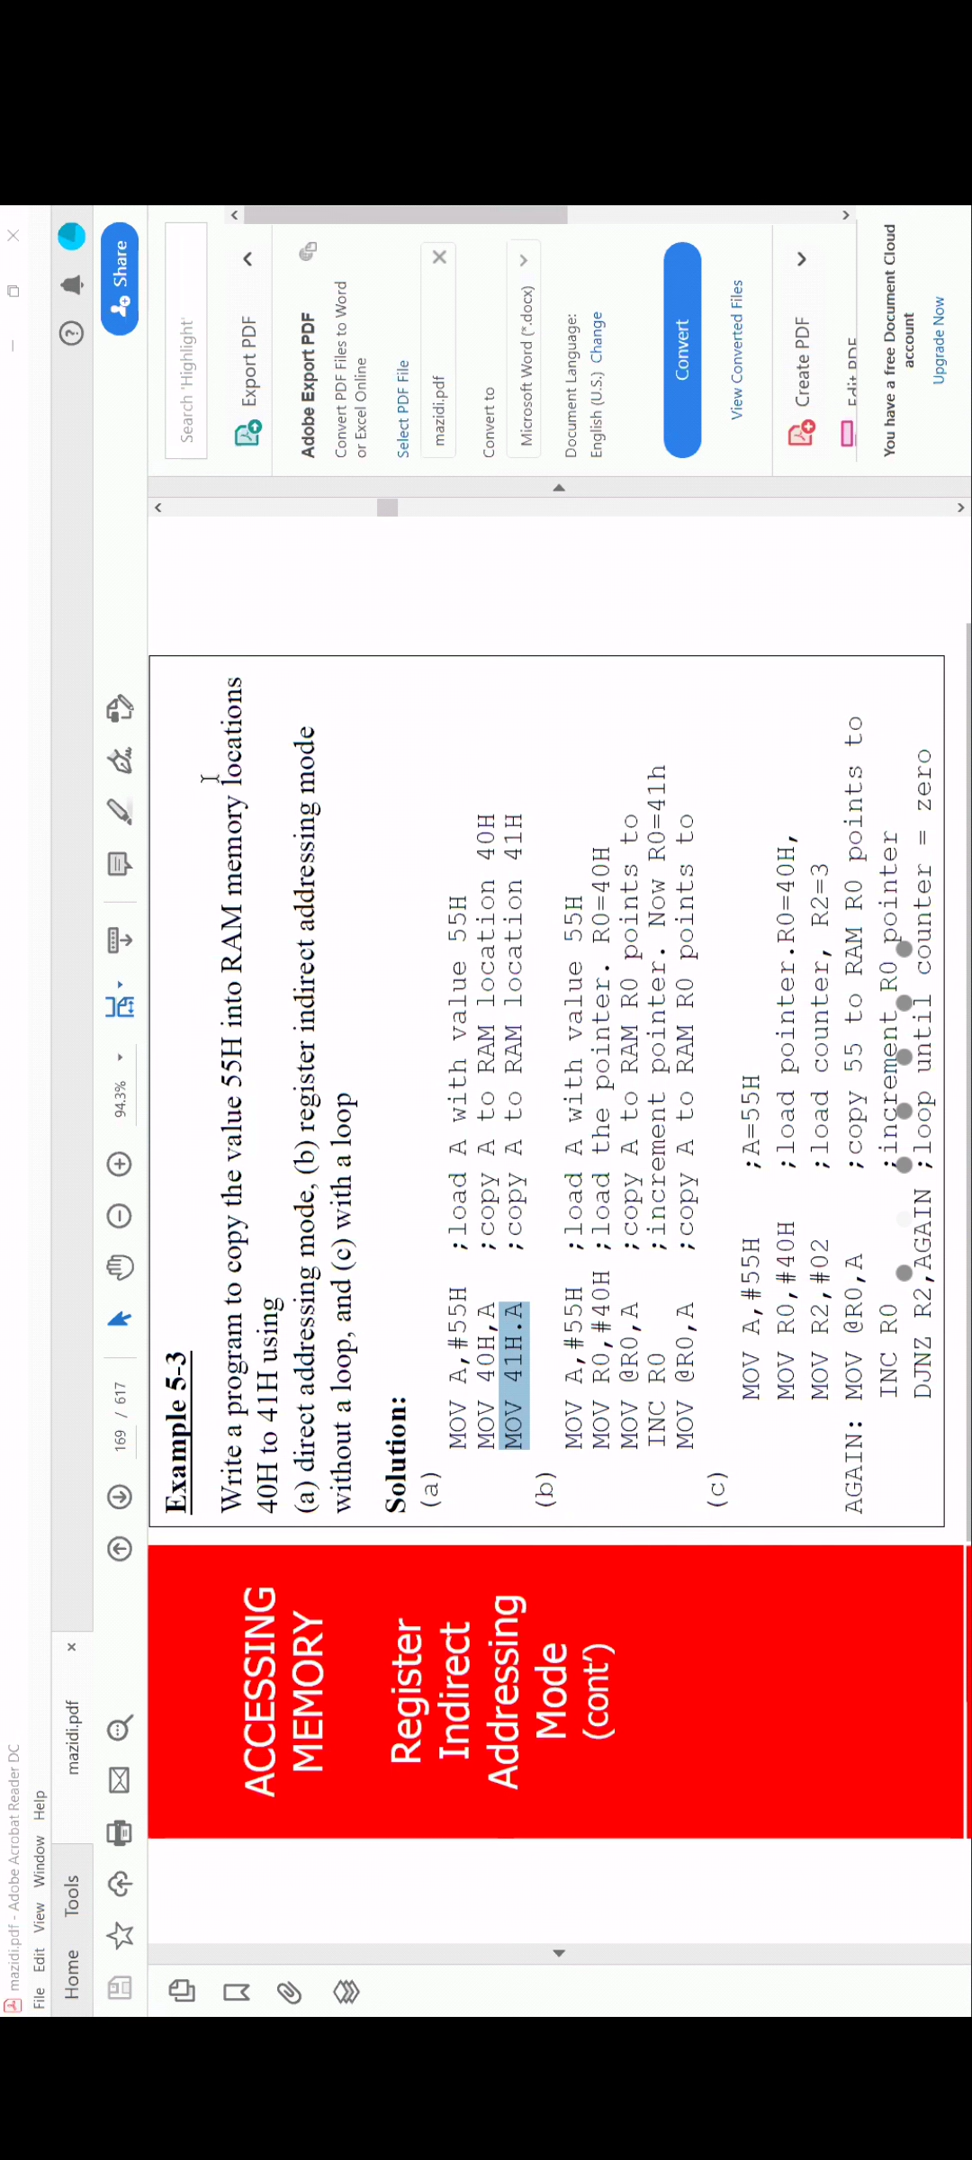 mazidi.pdf - Adobe Acrobat Reader DC
File Edit View Window Help
Home Tools mazidi.pdf ×
169 / 617
94.3%
Share
ACCESSING
MEMORY
Register
Indirect
Addressing
Mode
(cont’)
Example 5-3
Write a program to copy the value 55H into RAM memory locations
40H to 41H using
(a) direct addressing mode, (b) register indirect addressing mode
without a loop, and (c) with a loop
Solution:
(a)
MOV A,#55H ;load A with value 55H
MOV 40H,A ;copy A to RAM location 40H
MOV 41H.A ;copy A to RAM location 41H
(b)
MOV A,#55H ;load A with value 55H
MOV R0,#40H ;load the pointer. R0=40H
MOV @R0,A ;copy A to RAM R0 points to
INC R0 ;increment pointer. Now R0=41h
MOV @R0,A ;copy A to RAM R0 points to
(c)
MOV A,#55H ;A=55H
MOV R0,#40H ;load pointer.R0=40H,
MOV R2,#02 ;load counter, R2=3
AGAIN: MOV @R0,A ;copy 55 to RAM R0 points to
INC R0 ;increment R0 pointer
DJNZ R2,AGAIN ;loop until counter = zero
Search 'Highlight'
Export PDF
Adobe Export PDF
Convert PDF Files to Word
or Excel Online
Select PDF File
mazidi.pdf
Convert to
Microsoft Word (*.docx)
Document Language:
English (U.S.) Change
Convert
View Converted Files
Create PDF
Edit PDF
You have a free Document Cloud
account
Upgrade Now